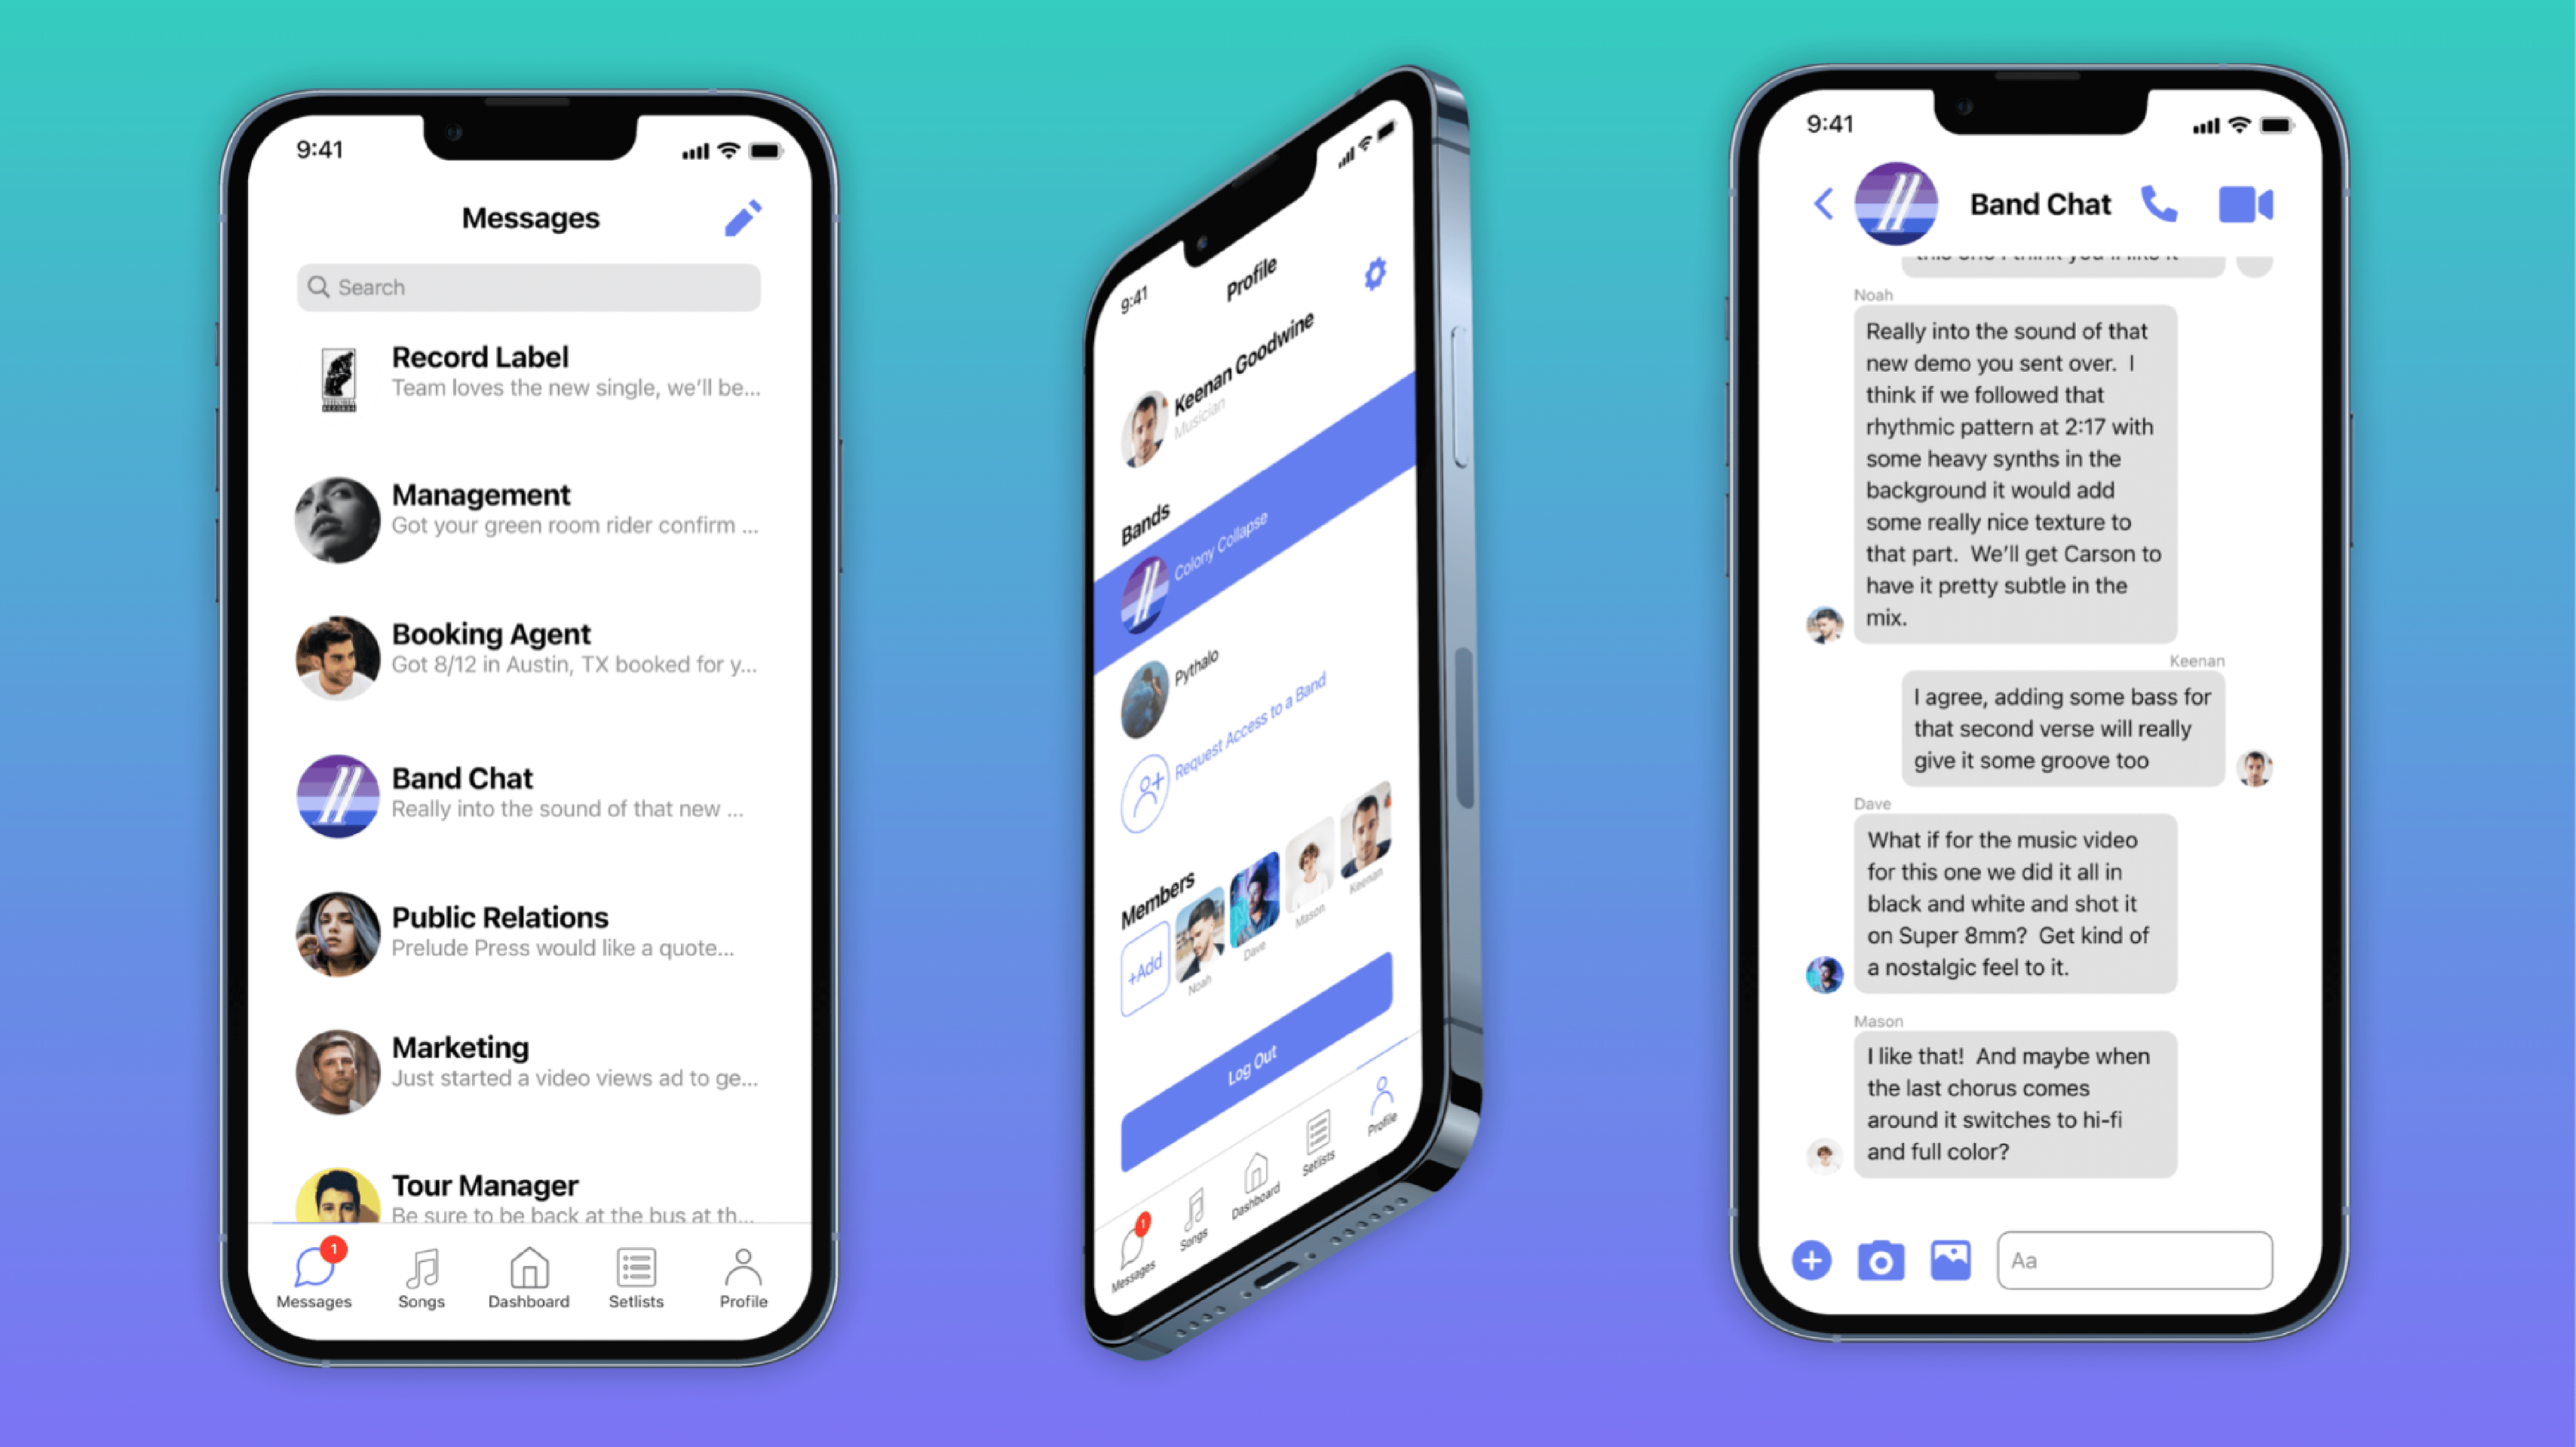 9:41
Messages
Search
Record Label
Team loves the new single, we'll be...
Management
Got your green room rider confirm ...
Booking Agent
Got 8/12 in Austin, TX booked for y...
Band Chat
Really into the sound of that new ...
Public Relations
Prelude Press would like a quote...
Marketing
Just started a video views ad to ge...
Tour Manager
Be sure to be back at the bus at th...
1
Messages
Songs
Dashboard
Setlists
Profile
9:41
Profile
Keenan Goodwine
Musician
Bands
Colony Collapse
Pythalo
Request Access to a Band
Members
+Add
Noah
Dave
Mason
Keenan
Log Out
1
Messages
Songs
Dashboard
Setlists
Profile
9:41
Band Chat
this one I think you'll like it
Noah
Really into the sound of that
new demo you sent over.  I
think if we followed that
rhythmic pattern at 2:17 with
some heavy synths in the
background it would add
some really nice texture to
that part.  We'll get Carson to
have it pretty subtle in the
mix.
Keenan
I agree, adding some bass for
that second verse will really
give it some groove too
Dave
What if for the music video
for this one we did it all in
black and white and shot it
on Super 8mm?  Get kind of
a nostalgic feel to it.
Mason
I like that!  And maybe when
the last chorus comes
around it switches to hi-fi
and full color?
Aa